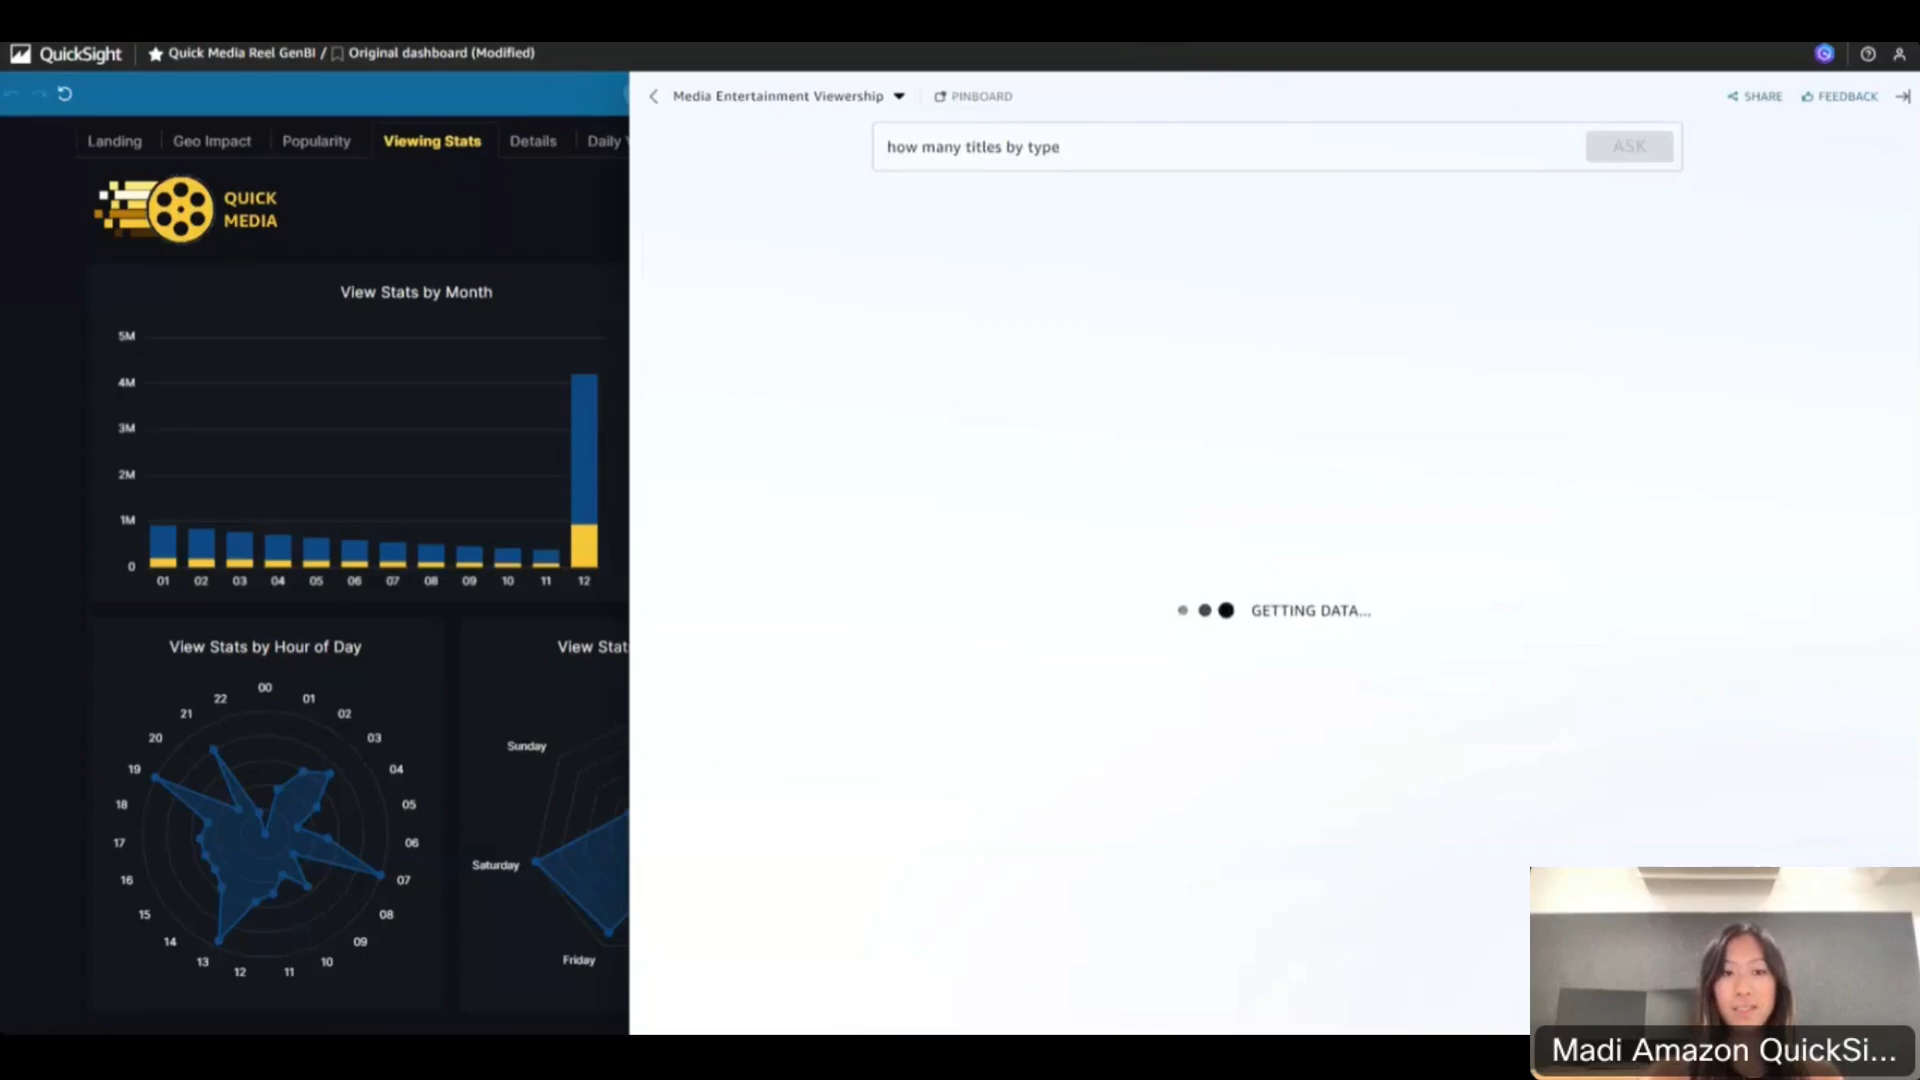 QuickSight
Quick Media Reel GenBI / Original dashboard (Modified)
Landing
Geo Impact
Popularity
Viewing Stats
Details
Daily
QUICK
MEDIA
View Stats by Month
5M
4M
3M
2M
1M
0
01 02 03 04 05 06 07 08 09 10 11 12
View Stats by Hour of Day
00
01
02
03
04
05
06
07
08
09
10
11
12
13
14
15
16
17
18
19
20
21
22
View Stat
Sunday
Saturday
Friday
Media Entertainment Viewership
PINBOARD
SHARE
FEEDBACK
how many titles by type
ASK
GETTING DATA...
Madi Amazon QuickSi...